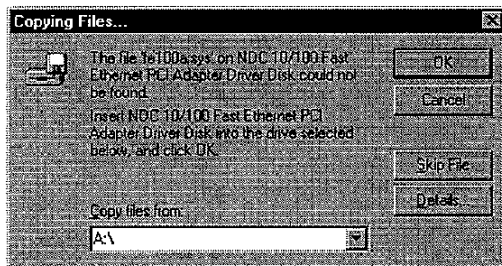 Copying Files...
The file 1e100a.sys on NDC 10/100 Fast
Ethernet PCI Adapter Driver Disk could not
be found.
Insert NDC 10/100 Fast Ethernet PCI
Adapter Driver Disk into the drive selected
below, and click OK.
Copy files from:
A:\
OK
Cancel
Skip File
Details...